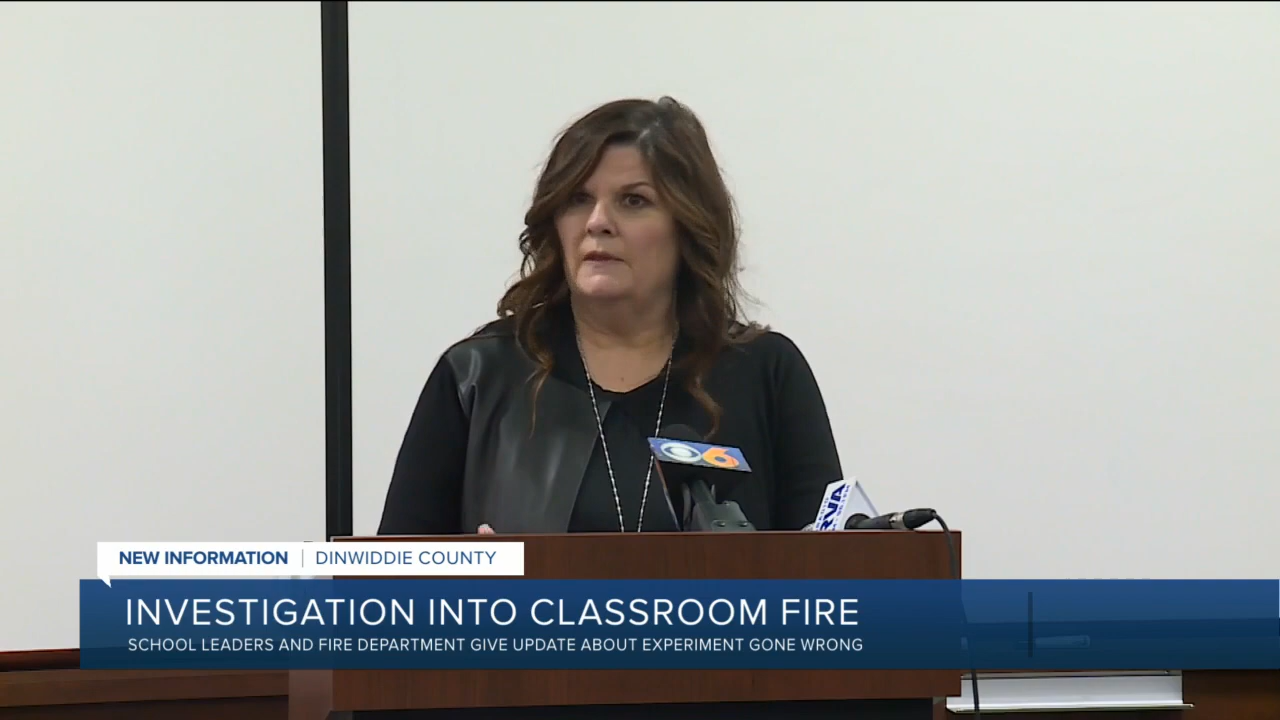 6
RVA
NEW INFORMATION | DINWIDDIE COUNTY
INVESTIGATION INTO CLASSROOM FIRE
SCHOOL LEADERS AND FIRE DEPARTMENT GIVE UPDATE ABOUT EXPERIMENT GONE WRONG